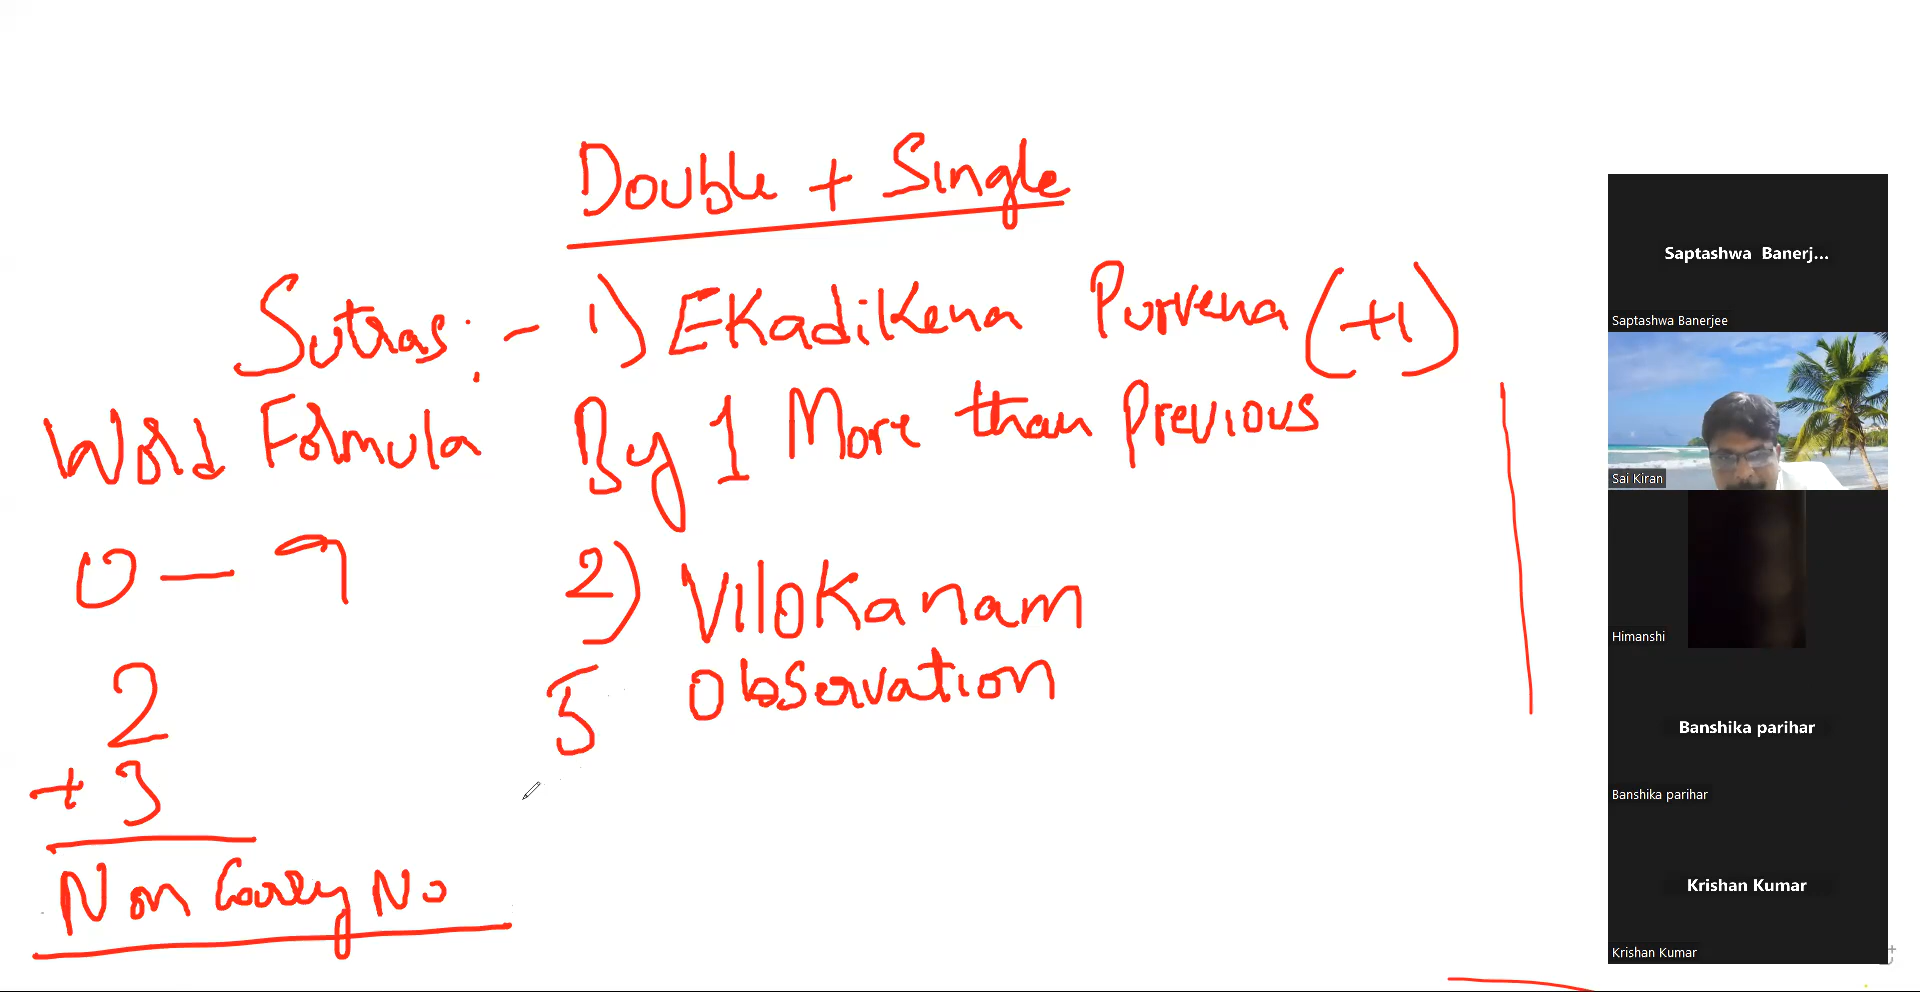 Double + Single
Sutras :- 1) EKadiKena Purvena (+1)
Word Formula By 1 More than Previous
0 — 9 2) ViloKanam
Observation
2 5
+ 3
Non Carry No
Saptashwa Banerj...
Saptashwa Banerjee
Sai Kiran
Himanshi
Banshika parihar
Banshika parihar
Krishan Kumar
Krishan Kumar